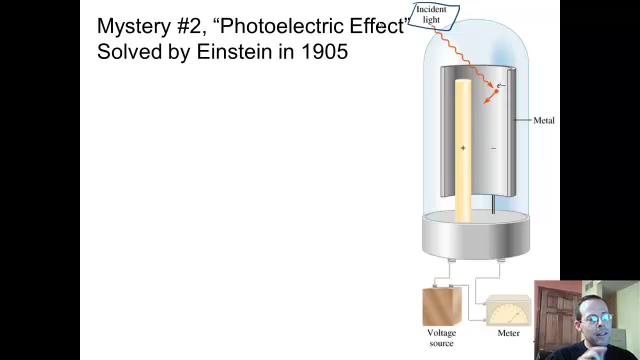 Mystery #2, “Photoelectric Effect”
Solved by Einstein in 1905
Incident
light
e−
Metal
+
−
Voltage
source
Meter